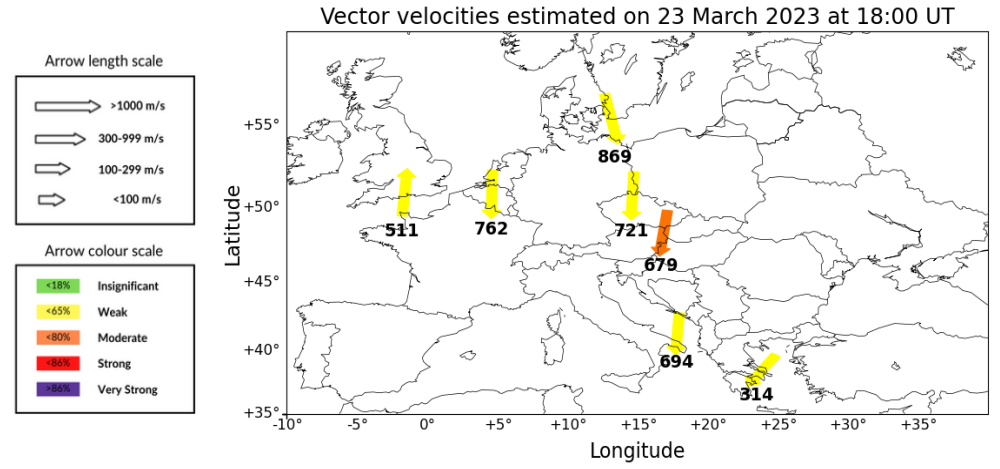 Vector velocities estimated on 23 March 2023 at 18:00 UT
Arrow length scale
>1000 m/s
300-999 m/s
100-299 m/s
<100 m/s
Arrow colour scale
<18% Insignificant
<65% Weak
<80% Moderate
<86% Strong
>86% Very Strong
Latitude
+55°
+50°
+45°
+40°
+35°
869
511
762
721
679
694
314
-10° -5° 0° +5° +10° +15° +20° +25° +30° +35°
Longitude